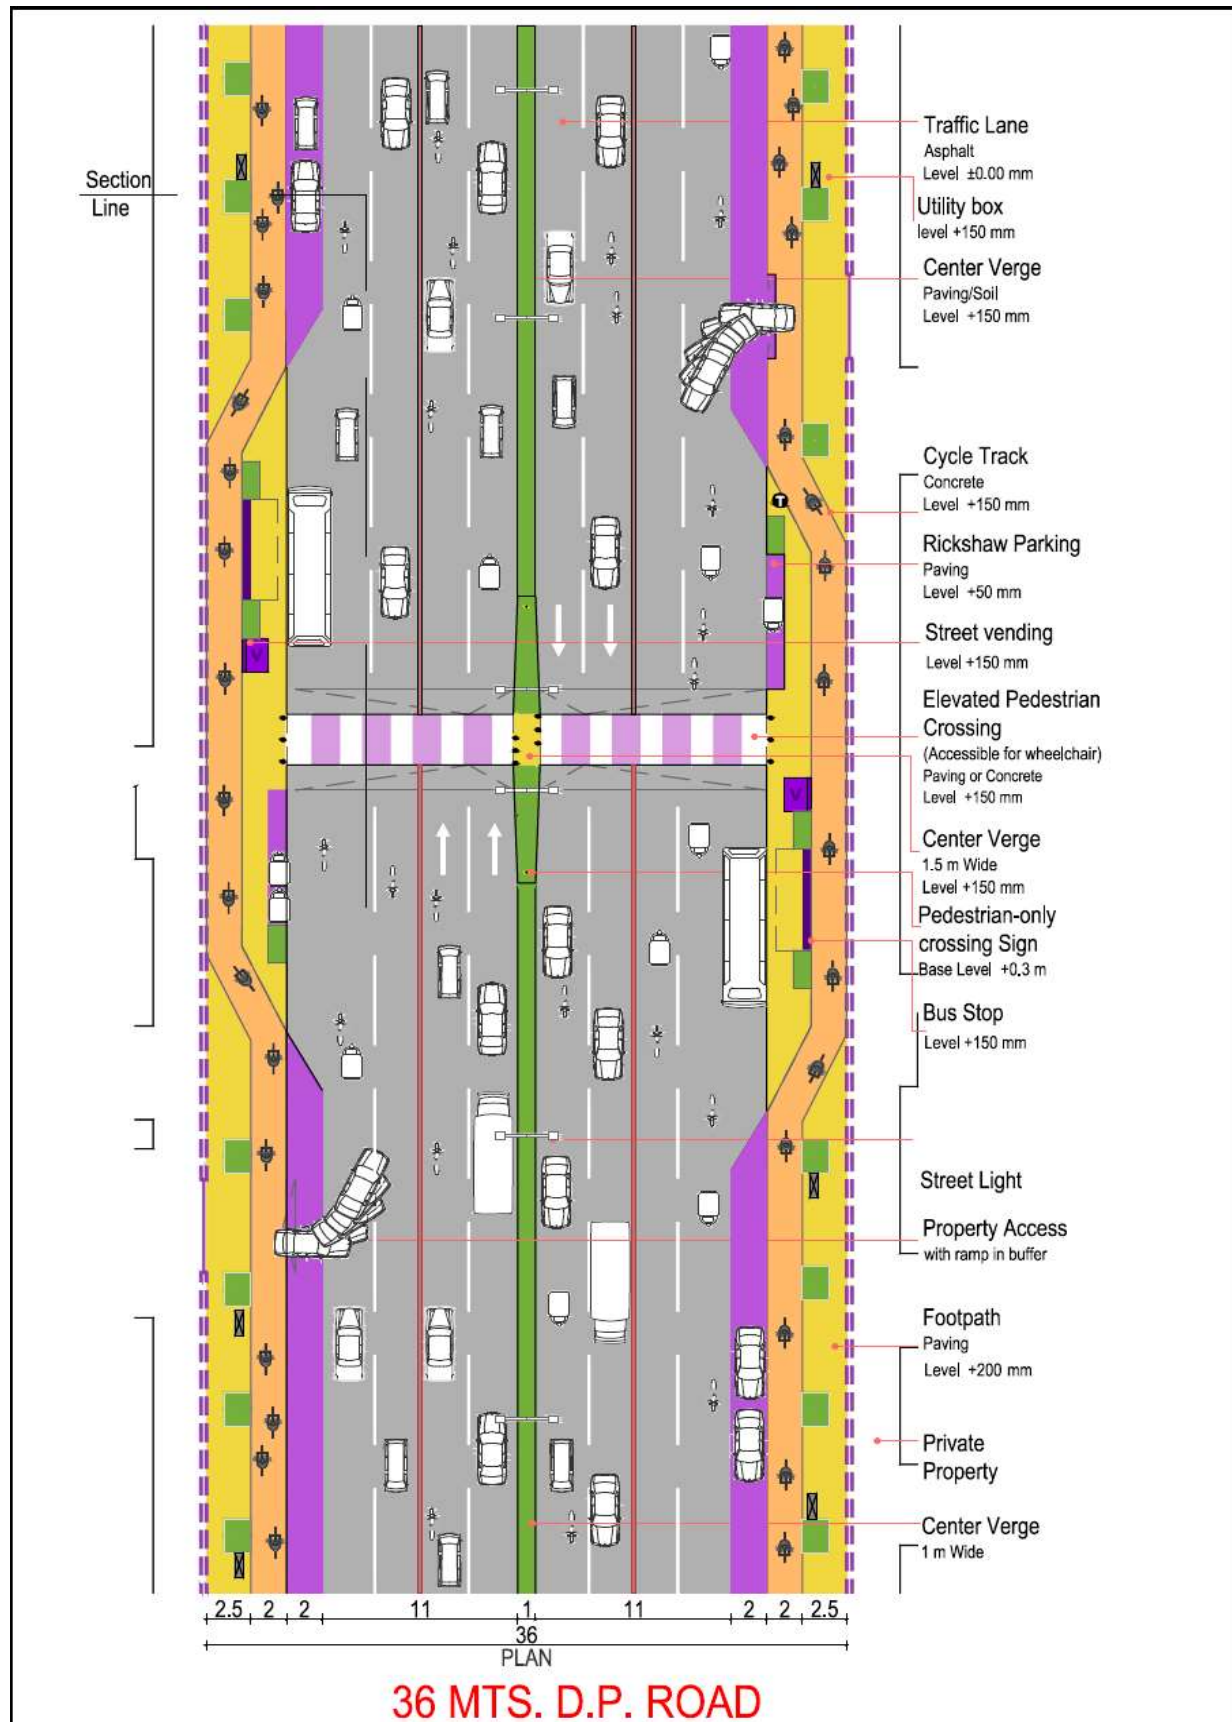 Section
Line
Traffic Lane
Asphalt
Level ±0.00 mm
Utility box
level +150 mm
Center Verge
Paving/Soil
Level +150 mm
Cycle Track
Concrete
Level +150 mm
T
Rickshaw Parking
Paving
Level +50 mm
Street vending
Level +150 mm
V
Elevated Pedestrian
Crossing
(Accessible for wheelchair)
Paving or Concrete
Level +150 mm
V
Center Verge
1.5 m Wide
Level +150 mm
Pedestrian-only
crossing Sign
Base Level +0.3 m
Bus Stop
Level +150 mm
Street Light
Property Access
with ramp in buffer
Footpath
Paving
Level +200 mm
Private
Property
Center Verge
1 m Wide
2.5 2 2 11 1 11 2 2 2.5
36
PLAN
36 MTS. D.P. ROAD